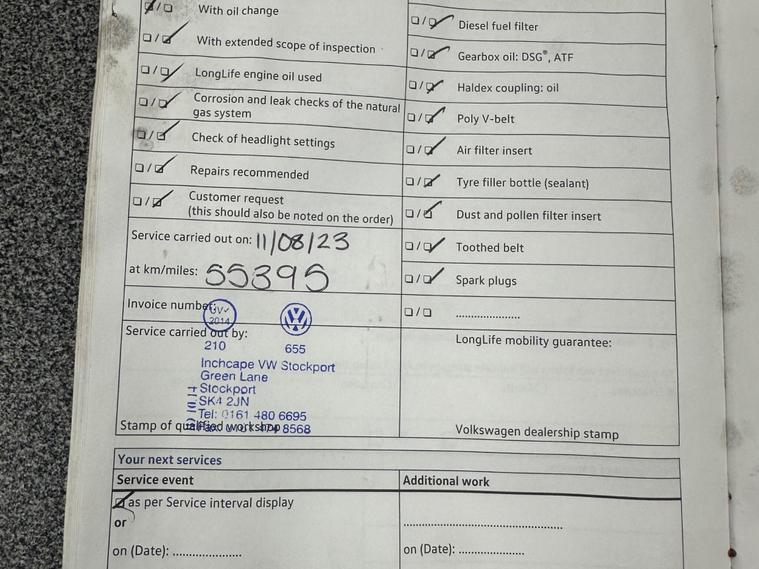 With oil change
With extended scope of inspection
LongLife engine oil used
Corrosion and leak checks of the natural
gas system
Check of headlight settings
Repairs recommended
Customer request
(this should also be noted on the order)
Service carried out on: 11/08/23
at km/miles: 55395
Invoice number:
2014
Service carried out by:
210 655
Inchcape VW Stockport
Green Lane
Stockport
SK4 2JN
Tel: 0161 480 6695
8568
Stamp of qualified workshop
Diesel fuel filter
Gearbox oil: DSG®, ATF
Haldex coupling: oil
Poly V-belt
Air filter insert
Tyre filler bottle (sealant)
Dust and pollen filter insert
Toothed belt
Spark plugs
.....................
LongLife mobility guarantee:
Volkswagen dealership stamp
Your next services
Service event
as per Service interval display
or
on (Date): .....................
Additional work
................................................
on (Date): ....................